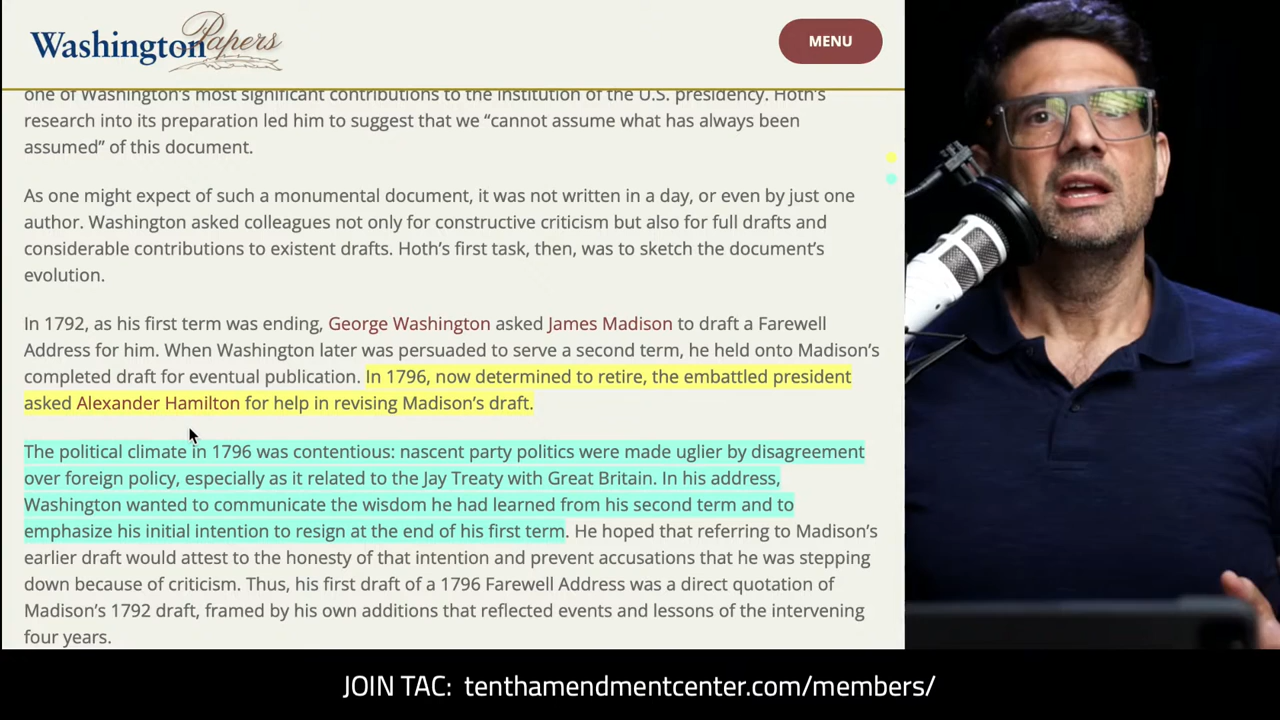 Washington Papers
MENU
one of Washington's most significant contributions to the institution of the U.S. presidency. Hoth's
research into its preparation led him to suggest that we “cannot assume what has always been
assumed” of this document.
As one might expect of such a monumental document, it was not written in a day, or even by just one
author. Washington asked colleagues not only for constructive criticism but also for full drafts and
considerable contributions to existent drafts. Hoth’s first task, then, was to sketch the document’s
evolution.
In 1792, as his first term was ending, George Washington asked James Madison to draft a Farewell
Address for him. When Washington later was persuaded to serve a second term, he held onto Madison’s
completed draft for eventual publication. In 1796, now determined to retire, the embattled president
asked Alexander Hamilton for help in revising Madison’s draft.
The political climate in 1796 was contentious: nascent party politics were made uglier by disagreement
over foreign policy, especially as it related to the Jay Treaty with Great Britain. In his address,
Washington wanted to communicate the wisdom he had learned from his second term and to
emphasize his initial intention to resign at the end of his first term. He hoped that referring to Madison’s
earlier draft would attest to the honesty of that intention and prevent accusations that he was stepping
down because of criticism. Thus, his first draft of a 1796 Farewell Address was a direct quotation of
Madison’s 1792 draft, framed by his own additions that reflected events and lessons of the intervening
four years.
JOIN TAC: tenthamendmentcenter.com/members/